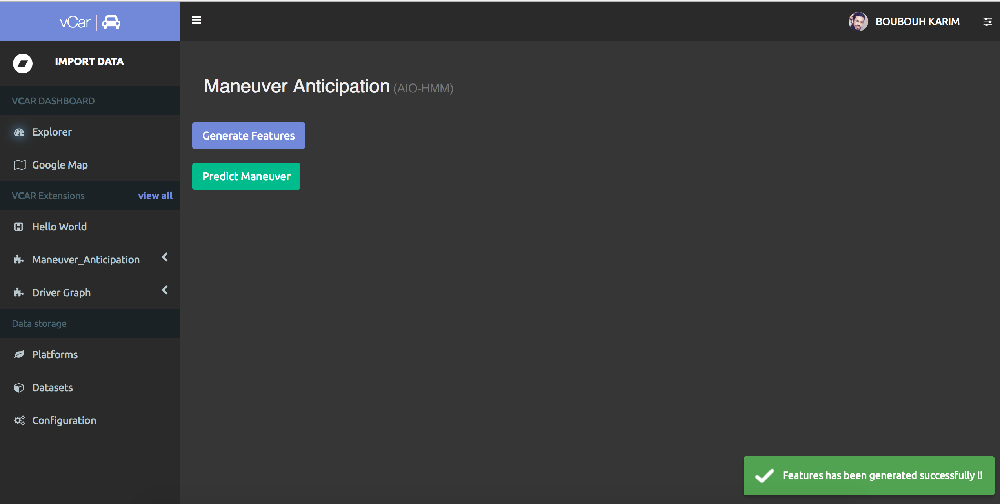 vCar |
BOUBOUH KARIM
IMPORT DATA
Maneuver Anticipation (AIO-HMM)
VCAR DASHBOARD
Explorer
Generate Features
Google Map
Predict Maneuver
VCAR Extensions view all
Hello World
Maneuver_Anticipation
Driver Graph
Data storage
Platforms
Datasets
Configuration
Features has been generated successfully !!